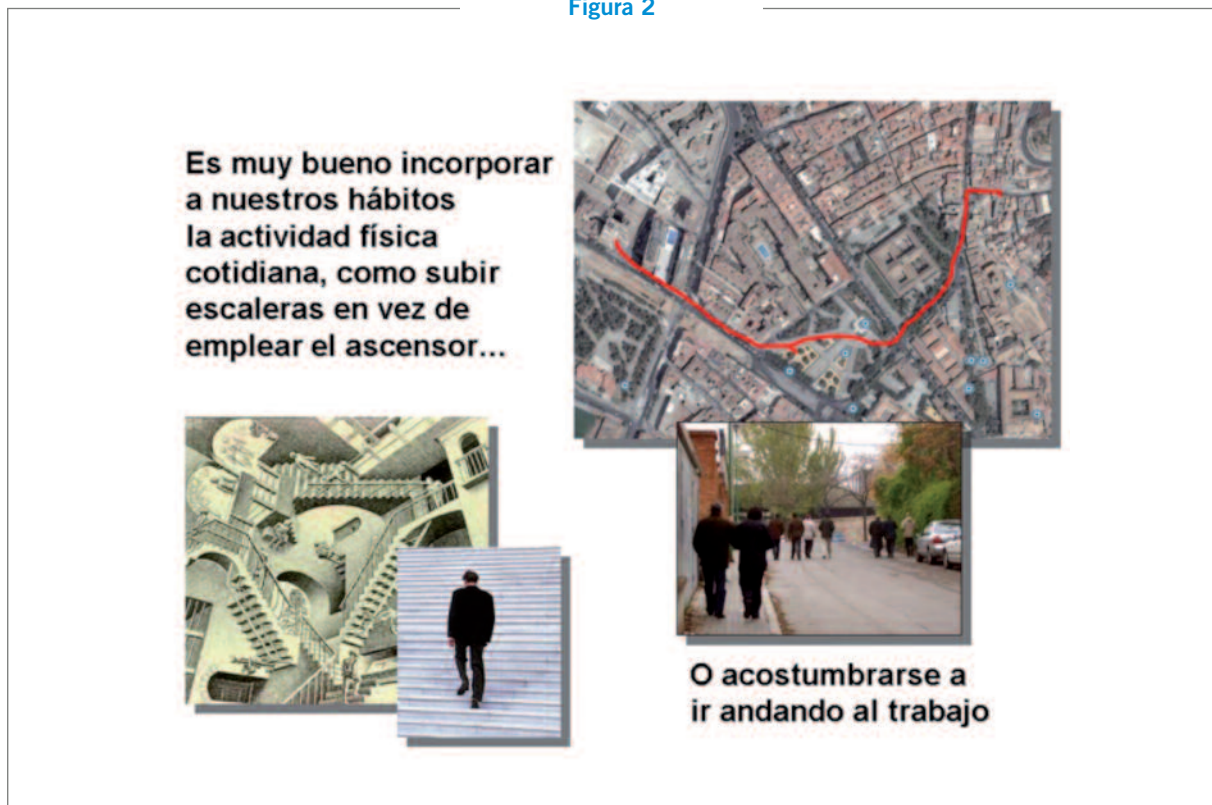 Figura 2
Es muy bueno incorporar
a nuestros hábitos
la actividad física
cotidiana, como subir
escaleras en vez de
emplear el ascensor...
O acostumbrarse a
ir andando al trabajo